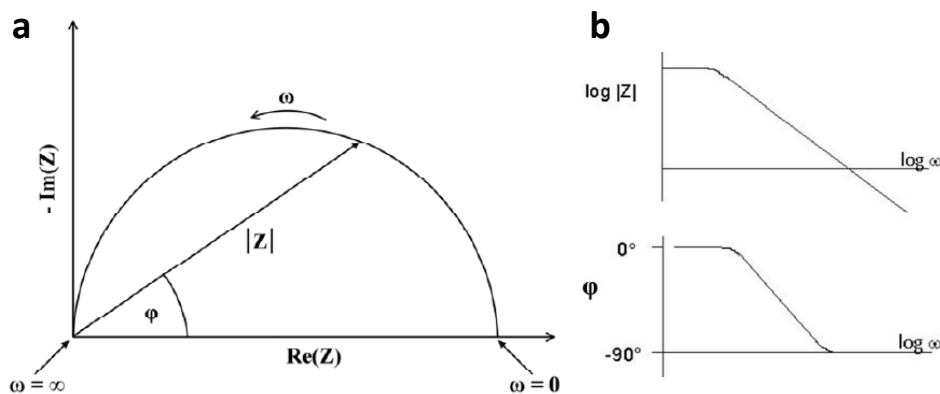 a
- Im(Z)
ω
|Z|
φ
Re(Z)
ω = ∞
ω = 0
b
log |Z|
log ω
0°
φ
-90°
log ω